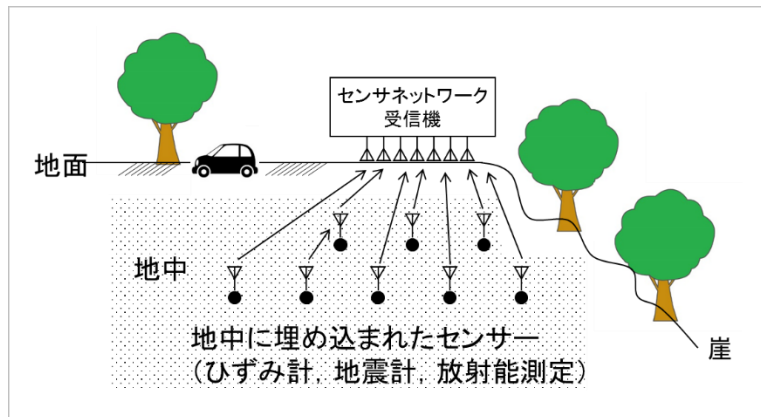 センサネットワーク
受信機
地面
地中
地中に埋め込まれたセンサー
（ひずみ計，地震計，放射能測定）
崖